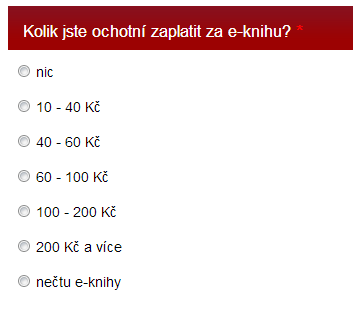 Kolik jste ochotní zaplatit za e-knihu? *
nic
10 - 40 Kč
40 - 60 Kč
60 - 100 Kč
100 - 200 Kč
200 Kč a více
nečtu e-knihy